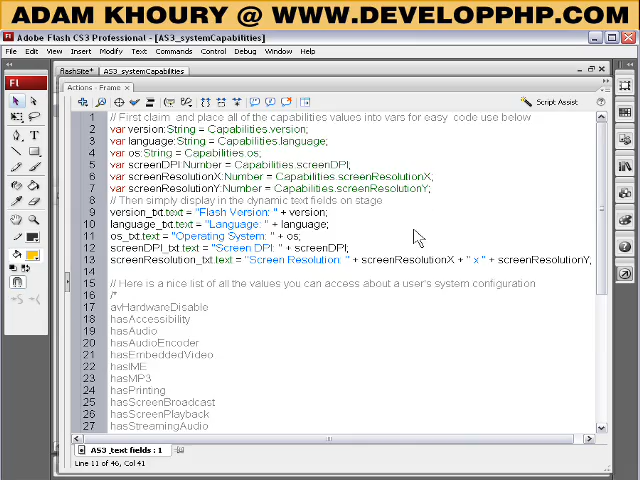 ADAM KHOURY @ WWW.DEVELOPPHP.COM
Adobe Flash CS3 Professional - [AS3_systemCapabilities]
File Edit View Insert Modify Text Commands Control Debug Window Help
flashSite* AS3_systemCapabilities
Fl
Actions - Frame ×
Script Assist
1 // First claim and place all of the capabilities values into vars for easy code use below
2 var version:String = Capabilities.version;
3 var language:String = Capabilities.language;
4 var os:String = Capabilities.os;
5 var screenDPI:Number = Capabilities.screenDPI;
6 var screenResolutionX:Number = Capabilities.screenResolutionX;
7 var screenResolutionY:Number = Capabilities.screenResolutionY;
8 // Then simply display in the dynamic text fields on stage
9 version_txt.text = "Flash Version: " + version;
10 language_txt.text = "Language: " + language;
11 os_txt.text = "Operating System: " + os;
12 screenDPI_txt.text = "Screen DPI: " + screenDPI;
13 screenResolution_txt.text = "Screen Resolution: " + screenResolutionX + " x " + screenResolutionY;
14
15 // Here is a nice list of all the values you can access about a user's system configuration
16 /*
17 avHardwareDisable
18 hasAccessibility
19 hasAudio
20 hasAudioEncoder
21 hasEmbeddedVideo
22 hasIME
23 hasMP3
24 hasPrinting
25 hasScreenBroadcast
26 hasScreenPlayback
27 hasStreamingAudio
AS3_text fields : 1
Line 11 of 46, Col 41